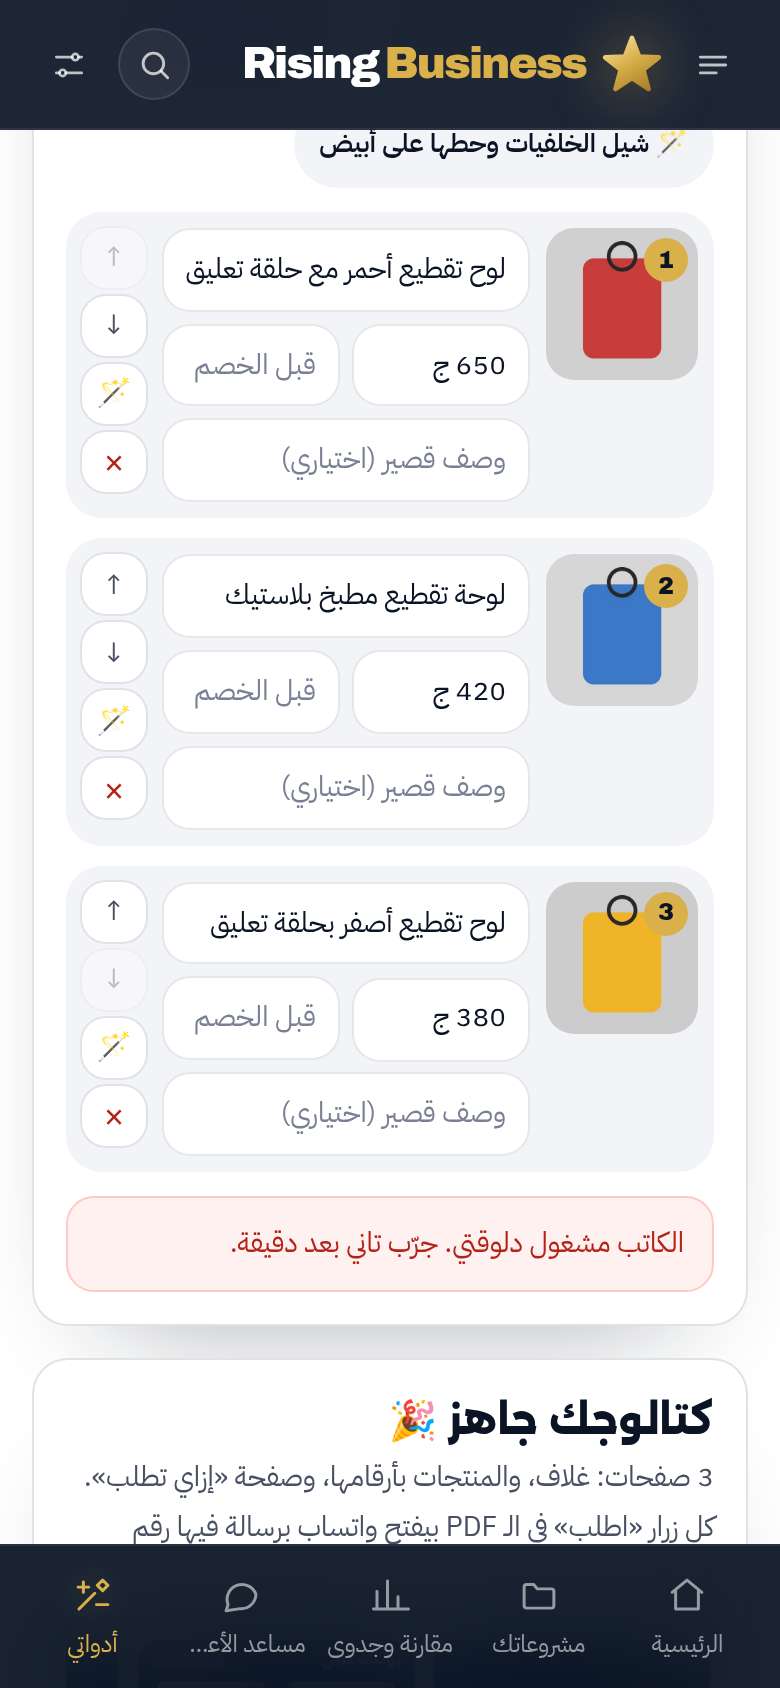 Rising Business
🪄 شيل الخلفيات وحطها على أبيض
1
لوح تقطيع أحمر مع حلقة تعليق
↑
650 ج
قبل الخصم
↓
وصف قصير (اختياري)
🪄
×
2
لوحة تقطيع مطبخ بلاستيك
↑
420 ج
قبل الخصم
↓
وصف قصير (اختياري)
🪄
×
3
لوح تقطيع أصفر بحلقة تعليق
↑
380 ج
قبل الخصم
↓
وصف قصير (اختياري)
🪄
×
الكاتب مشغول دلوقتي. جرّب تاني بعد دقيقة.
كتالوجك جاهز 🎉
3 صفحات: غلاف، والمنتجات بأرقامها، وصفحة «إزاي تطلب».
كل زرار «اطلب» في الـ PDF بيفتح واتساب برسالة فيها رقم
الرئيسية
مشروعاتك
مقارنة وجدوى
مساعد الأعـ...
أدواتي